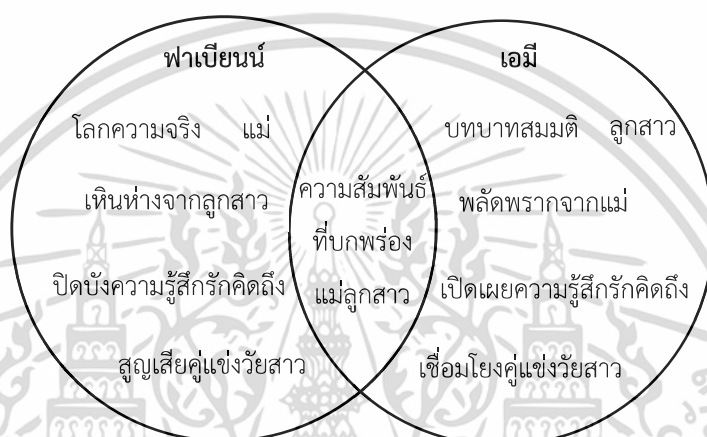 ฟาเบียนน์
โลกความจริง แม่
เหินห่างจากลูกสาว
ปิดบังความรู้สึกรักคิดถึง
สูญเสียคู่แข่งวัยสาว
ความสัมพันธ์
ที่บกพร่อง
แม่ลูกสาว
เอมี
บทบาทสมมติ ลูกสาว
พลัดพรากจากแม่
เปิดเผยความรู้สึกรักคิดถึง
เชื่อมโยงคู่แข่งวัยสาว